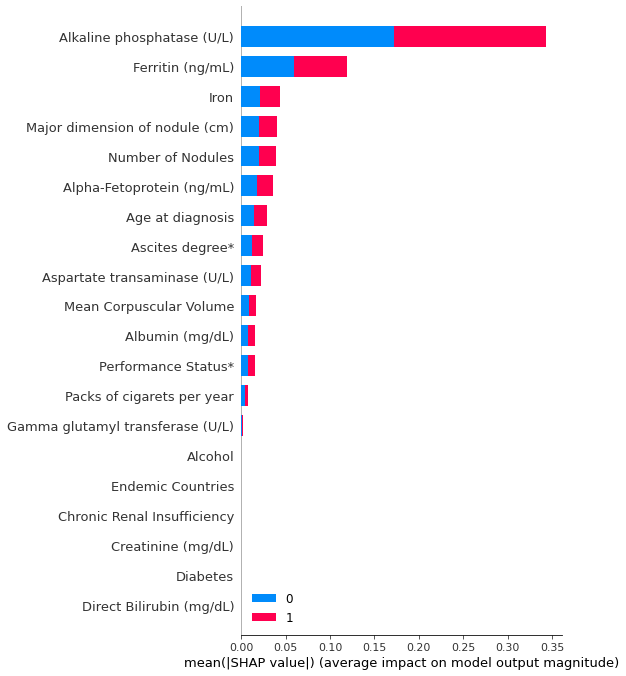 Alkaline phosphatase (U/L)
Ferritin (ng/mL)
Iron
Major dimension of nodule (cm)
Number of Nodules
Alpha-Fetoprotein (ng/mL)
Age at diagnosis
Ascites degree*
Aspartate transaminase (U/L)
Mean Corpuscular Volume
Albumin (mg/dL)
Performance Status*
Packs of cigarets per year
Gamma glutamyl transferase (U/L)
Alcohol
Endemic Countries
Chronic Renal Insufficiency
Creatinine (mg/dL)
Diabetes
Direct Bilirubin (mg/dL)
0
1
0.00 0.05 0.10 0.15 0.20 0.25 0.30 0.35
mean(|SHAP value|) (average impact on model output magnitude)